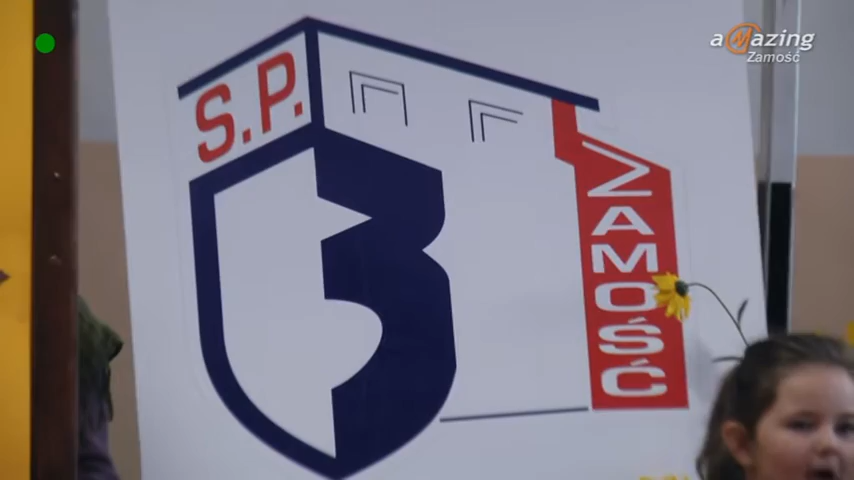 aMazing
Zamość
S.P.
3
ZAMOŚĆ